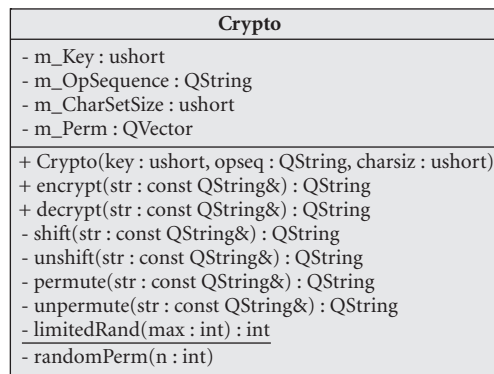 Crypto
- m_Key : ushort
- m_OpSequence : QString
- m_CharSetSize : ushort
- m_Perm : QVector
+ Crypto(key : ushort, opseq : QString, charsiz : ushort)
+ encrypt(str : const QString&) : QString
+ decrypt(str : const QString&) : QString
- shift(str : const QString&) : QString
- unshift(str : const QString&) : QString
- permute(str : const QString&) : QString
- unpermute(str : const QString&) : QString
- limitedRand(max : int) : int
- randomPerm(n : int)